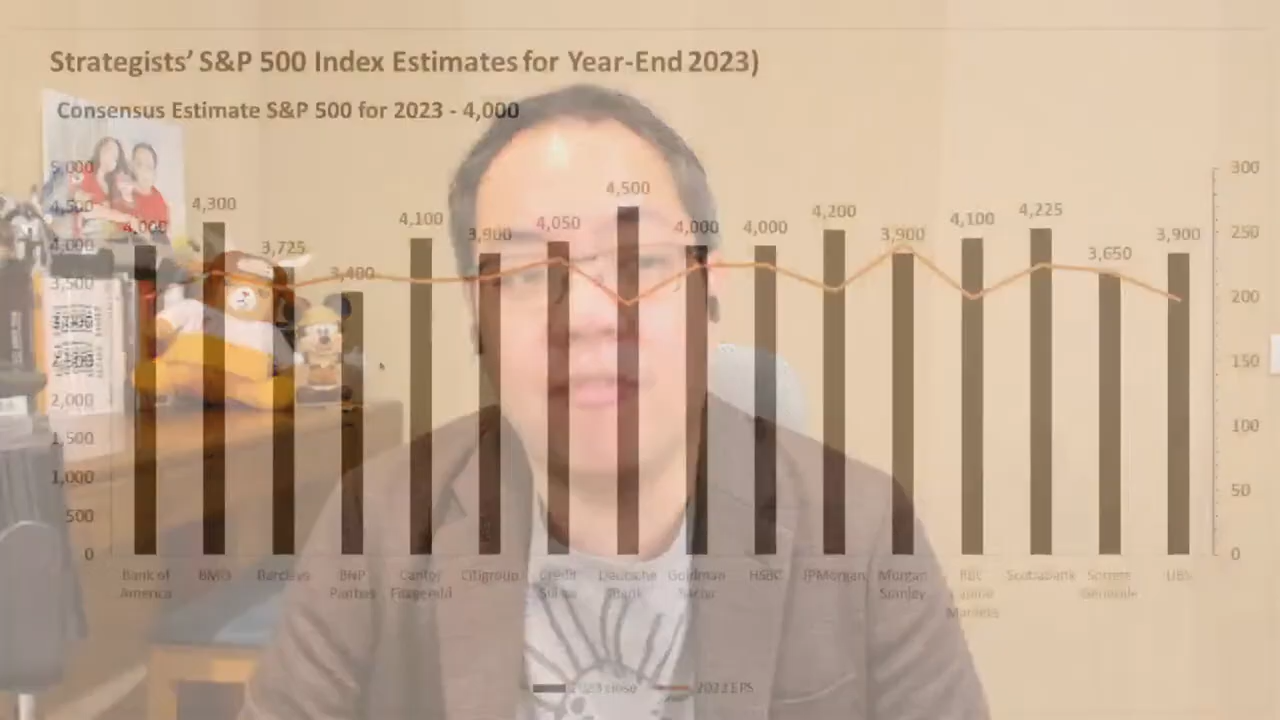 Strategists’ S&P 500 Index Estimates for Year-End 2023)
Consensus Estimate S&P 500 for 2023 - 4,000
5,000
4,500
4,000
3,500
2,000
1,500
1,000
500
0
4,000
4,300
3,725
3,400
4,100
3,900
4,050
4,500
4,000
4,000
4,200
3,900
4,100
4,225
3,650
3,900
300
250
200
150
100
50
0
Bank of America
BMO
Barclays
BNP Paribas
Cantor Fitzgerald
Citigroup
Credit Suisse
Deutsche Bank
Goldman
HSBC
JPMorgan
Morgan Stanley
RBC Capital Markets
Scotiabank
Societe Generale
UBS
2023 close
EPS